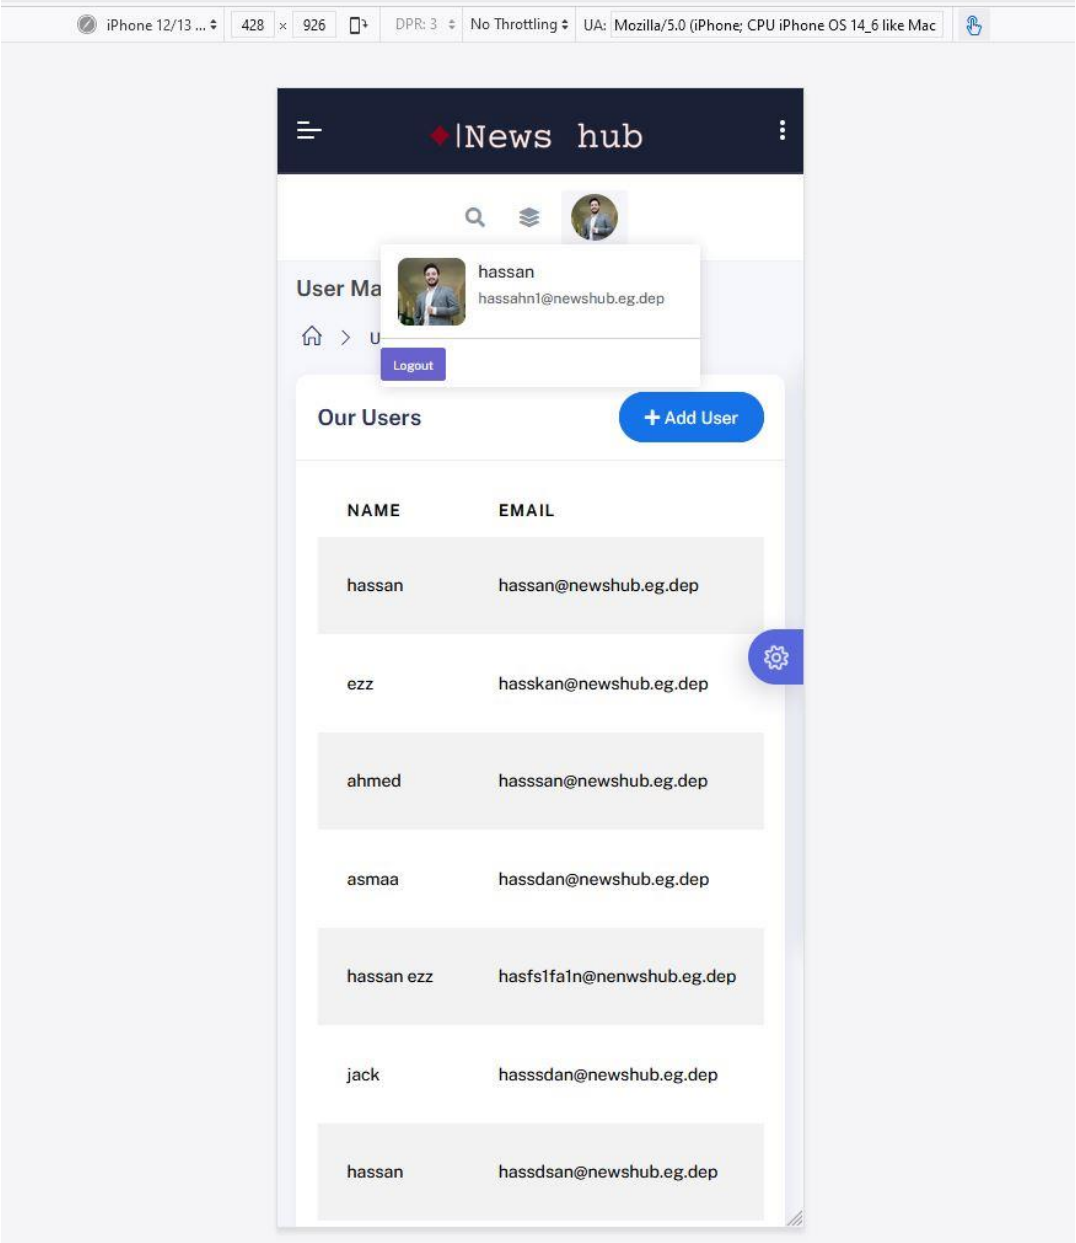 iPhone 12/13 ... 428 × 926 DPR: 3 No Throttling UA: Mozilla/5.0 (iPhone; CPU iPhone OS 14_6 like Mac
|News hub
hassan
hassahn1@newshub.eg.dep
User Ma
U
Logout
Our Users
+ Add User
NAME EMAIL
hassan hassan@newshub.eg.dep
ezz hasskan@newshub.eg.dep
ahmed hasssan@newshub.eg.dep
asmaa hassdan@newshub.eg.dep
hassan ezz hasfs1fa1n@nenwshub.eg.dep
jack hasssdan@newshub.eg.dep
hassan hassdsan@newshub.eg.dep